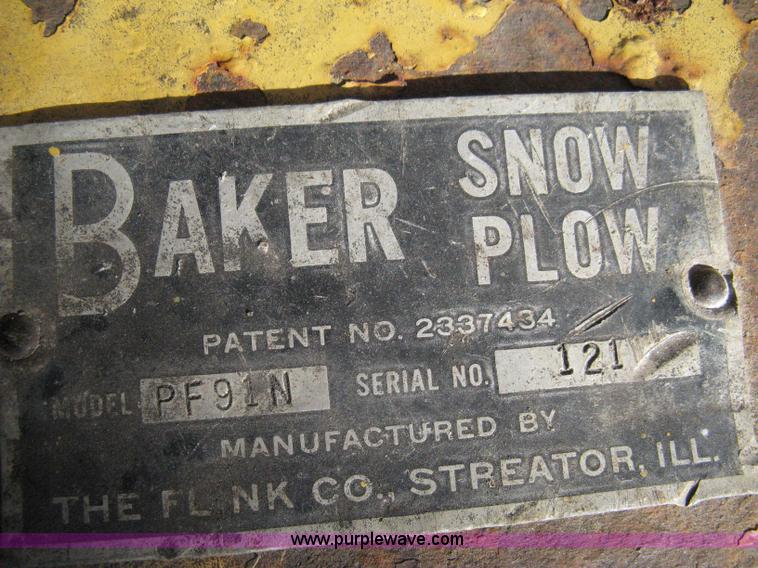 BAKER SNOW PLOW
PATENT NO. 2337434
MODEL PF91N SERIAL NO. 121
MANUFACTURED BY
THE FLINK CO., STREATOR, ILL.
www.purplewave.com